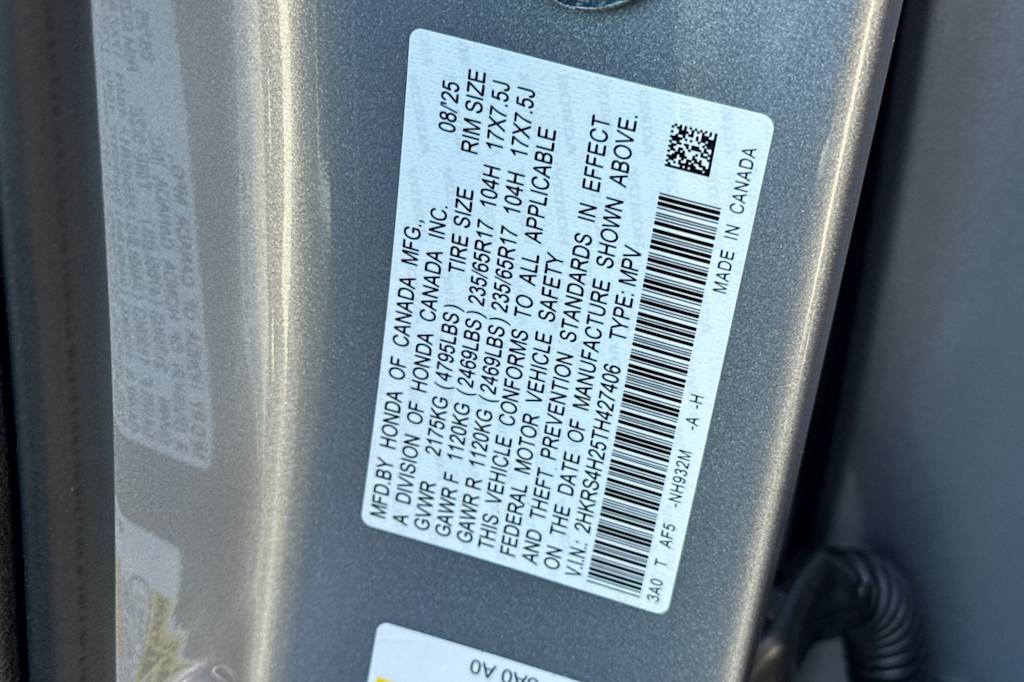 MFD.BY HONDA OF CANADA MFG., 08/'25
A DIVISION OF HONDA CANADA INC.
GVWR 2175KG (4795LBS) TIRE SIZE RIM SIZE
GAWR F 1120KG (2469LBS) 235/65R17 104H 17X7.5J
GAWR R 1120KG (2469LBS) 235/65R17 104H 17X7.5J
THIS VEHICLE CONFORMS TO ALL APPLICABLE
FEDERAL MOTOR VEHICLE SAFETY
AND THEFT PREVENTION STANDARDS IN EFFECT
ON THE DATE OF MANUFACTURE SHOWN ABOVE.
V.I.N.: 2HKRS4H25TH427406 TYPE: MPV
3A0 T AF5 -NH932M -A -H MADE IN CANADA